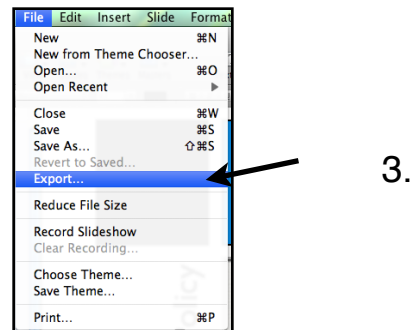 File Edit Insert Slide Format
New ⌘N
New from Theme Chooser...
Open... ⌘O
Open Recent ▶
Close ⌘W
Save ⌘S
Save As... ⇧⌘S
Revert to Saved...
Export...
3.
Reduce File Size
Record Slideshow
Clear Recording...
Choose Theme...
Save Theme...
Print... ⌘P
olicy